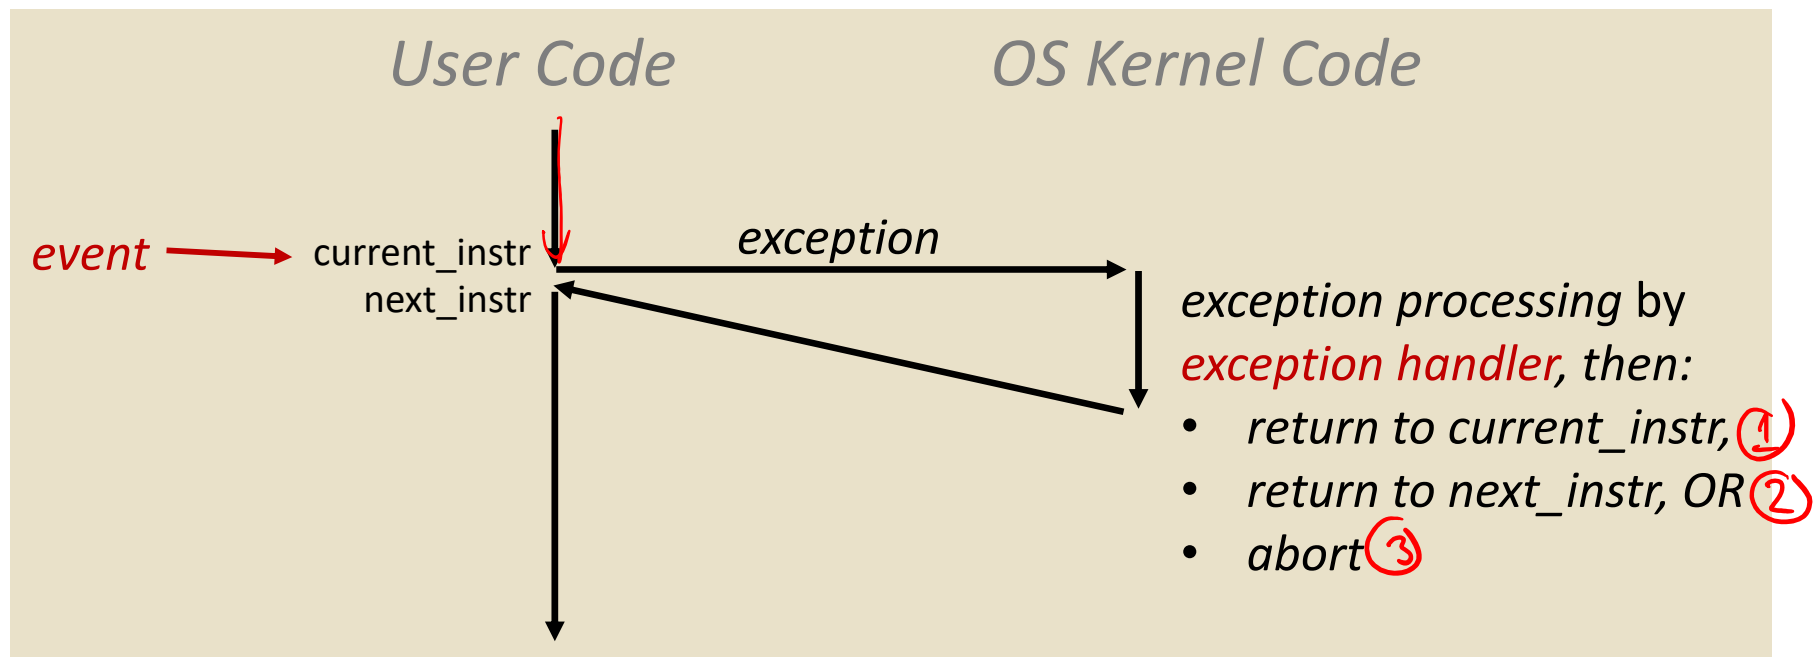 User Code
OS Kernel Code
event
current_instr
exception
next_instr
exception processing by
exception handler, then:
• return to current_instr, 1
• return to next_instr, OR 2
• abort 3